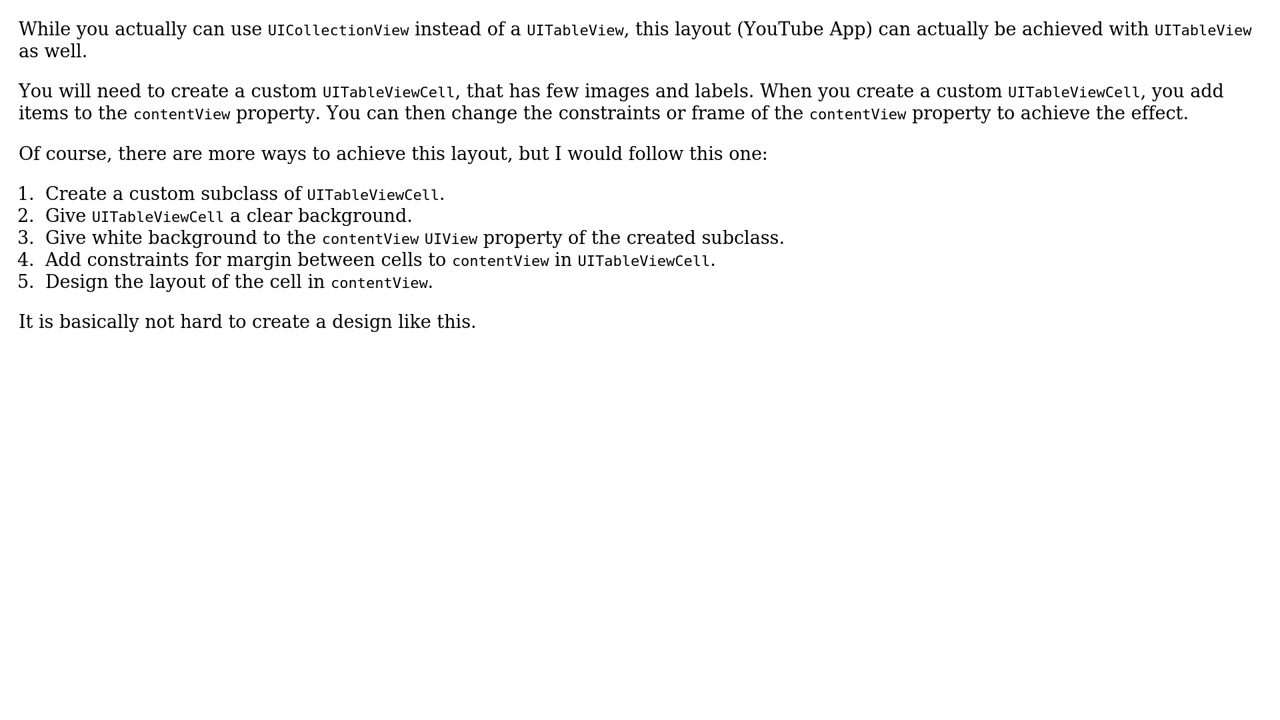 While you actually can use UICollectionView instead of a UITableView, this layout (YouTube App) can actually be achieved with UITableView
as well.
You will need to create a custom UITableViewCell, that has few images and labels. When you create a custom UITableViewCell, you add
items to the contentView property. You can then change the constraints or frame of the contentView property to achieve the effect.
Of course, there are more ways to achieve this layout, but I would follow this one:
1. Create a custom subclass of UITableViewCell.
2. Give UITableViewCell a clear background.
3. Give white background to the contentView UIView property of the created subclass.
4. Add constraints for margin between cells to contentView in UITableViewCell.
5. Design the layout of the cell in contentView.
It is basically not hard to create a design like this.